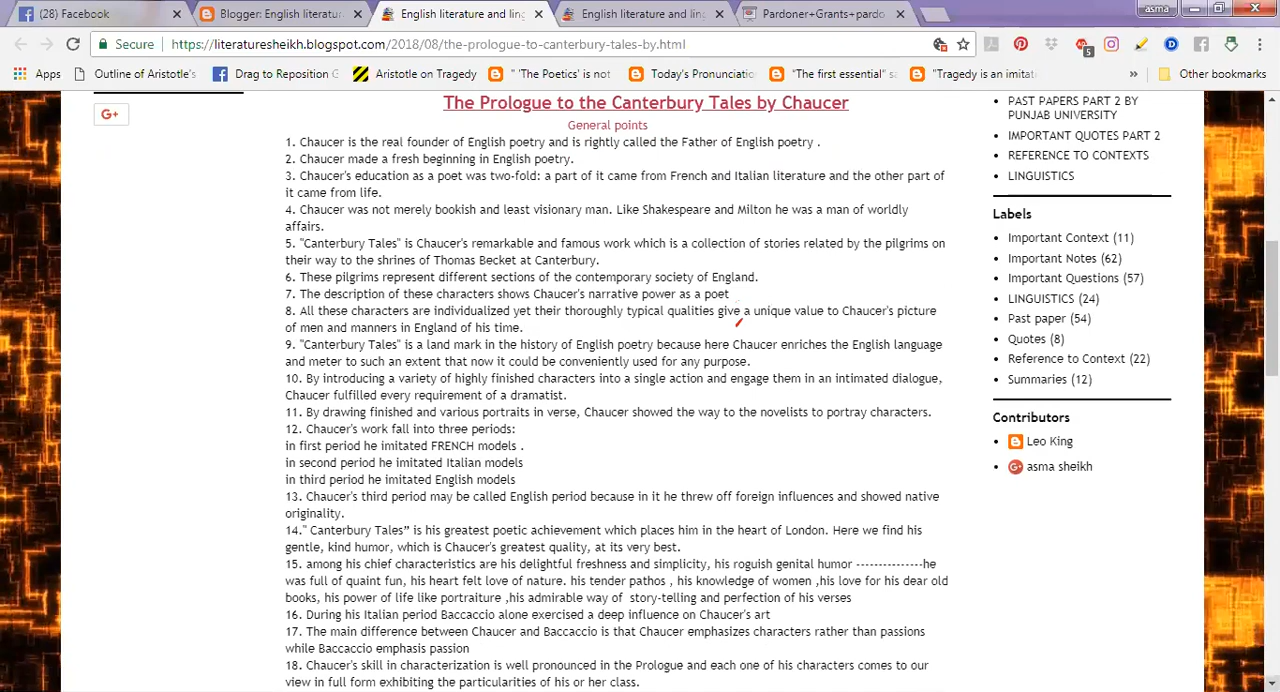 (28) Facebook
Blogger: English literature
English literature and ling
English literature and ling
Pardoner+Grants+pardo
asma
Secure
https://literaturesheikh.blogspot.com/2018/08/the-prologue-to-canterbury-tales-by.html
5
Apps
Outline of Aristotle's
Drag to Reposition
Aristotle on Tragedy
"'The Poetics' is not
Today's Pronunciatio
"The first essential" s
"Tragedy is an imitat
»
Other bookmarks
G+
The Prologue to the Canterbury Tales by Chaucer
General points
1. Chaucer is the real founder of English poetry and is rightly called the Father of English poetry .
2. Chaucer made a fresh beginning in English poetry.
3. Chaucer's education as a poet was two-fold: a part of it came from French and Italian literature and the other part of
it came from life.
4. Chaucer was not merely bookish and least visionary man. Like Shakespeare and Milton he was a man of worldly
affairs.
5. "Canterbury Tales" is Chaucer's remarkable and famous work which is a collection of stories related by the pilgrims on
their way to the shrines of Thomas Becket at Canterbury.
6. These pilgrims represent different sections of the contemporary society of England.
7. The description of these characters shows Chaucer's narrative power as a poet
8. All these characters are individualized yet their thoroughly typical qualities give a unique value to Chaucer's picture
of men and manners in England of his time.
9. "Canterbury Tales" is a land mark in the history of English poetry because here Chaucer enriches the English language
and meter to such an extent that now it could be conveniently used for any purpose.
10. By introducing a variety of highly finished characters into a single action and engage them in an intimated dialogue,
Chaucer fulfilled every requirement of a dramatist.
11. By drawing finished and various portraits in verse, Chaucer showed the way to the novelists to portray characters.
12. Chaucer's work fall into three periods:
in first period he imitated FRENCH models .
in second period he imitated Italian models
in third period he imitated English models
13. Chaucer's third period may be called English period because in it he threw off foreign influences and showed native
originality.
14." Canterbury Tales” is his greatest poetic achievement which places him in the heart of London. Here we find his
gentle, kind humor, which is Chaucer's greatest quality, at its very best.
15. among his chief characteristics are his delightful freshness and simplicity, his roguish genital humor ---------------he
was full of quaint fun, his heart felt love of nature. his tender pathos , his knowledge of women ,his love for his dear old
books, his power of life like portraiture ,his admirable way of story-telling and perfection of his verses
16. During his Italian period Baccaccio alone exercised a deep influence on Chaucer's art
17. The main difference between Chaucer and Baccaccio is that Chaucer emphasizes characters rather than passions
while Baccaccio emphasis passion
18. Chaucer's skill in characterization is well pronounced in the Prologue and each one of his characters comes to our
view in full form exhibiting the particularities of his or her class.
PAST PAPERS PART 2 BY
PUNJAB UNIVERSITY
IMPORTANT QUOTES PART 2
REFERENCE TO CONTEXTS
LINGUISTICS
Labels
Important Context (11)
Important Notes (62)
Important Questions (57)
LINGUISTICS (24)
Past paper (54)
Quotes (8)
Reference to Context (22)
Summaries (12)
Contributors
Leo King
asma sheikh